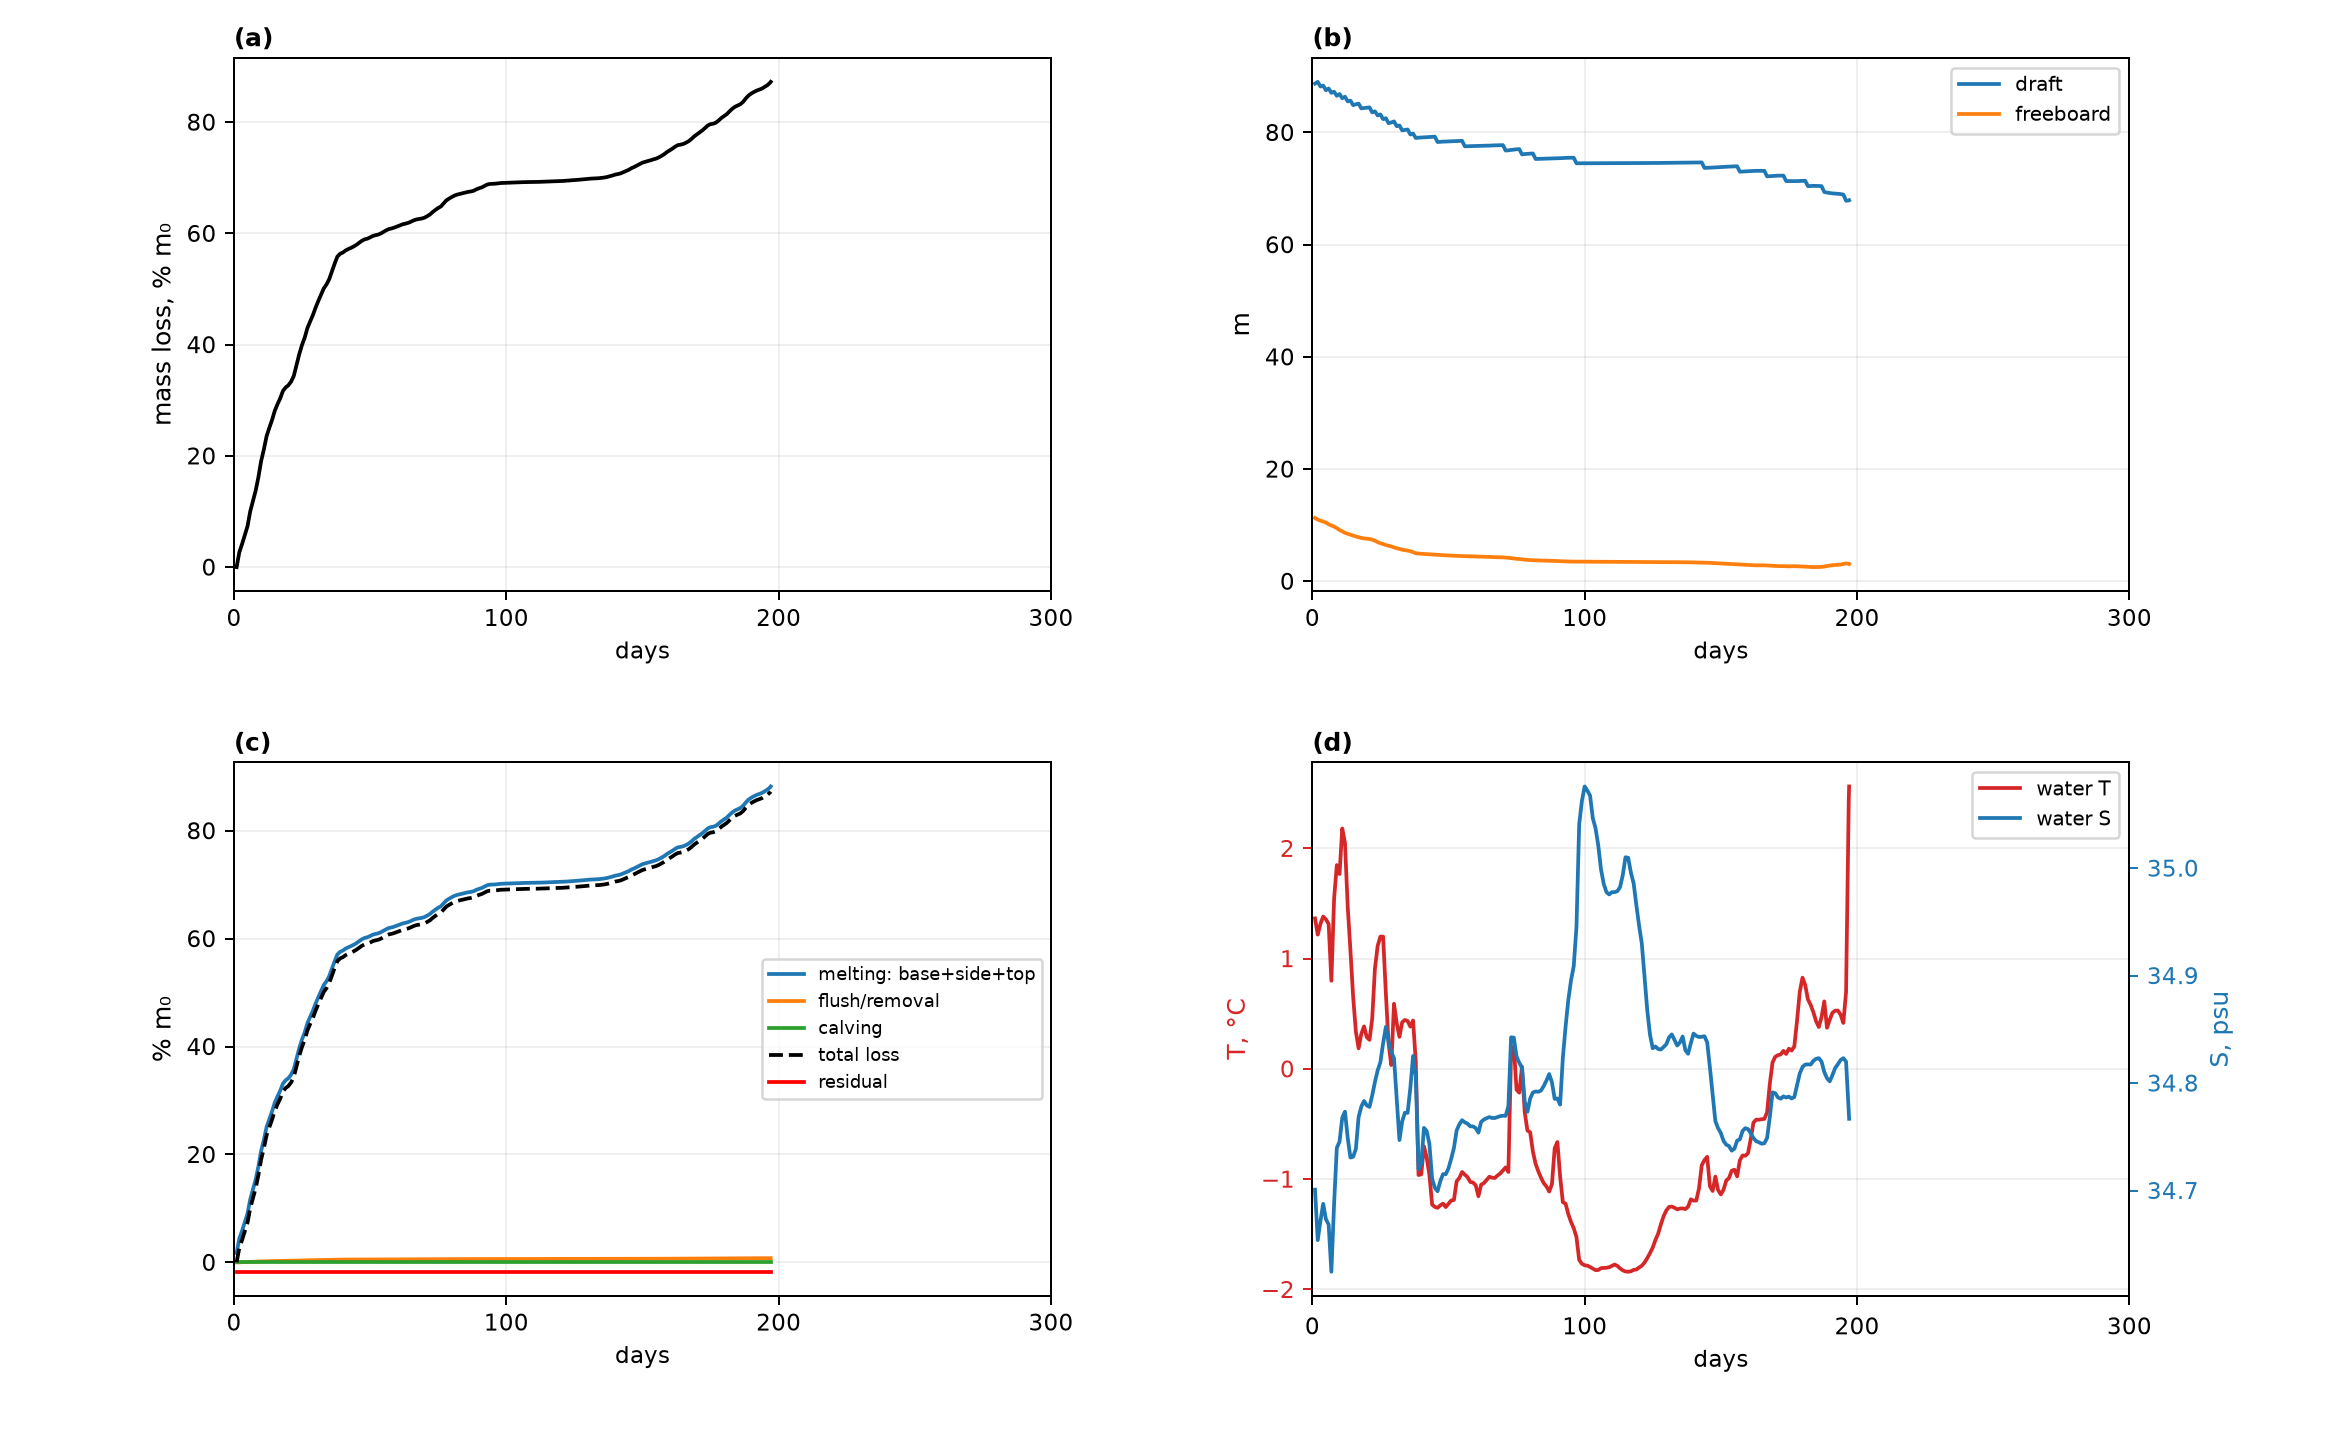 (a)
mass loss, % m₀
80
60
40
20
0
0 100 200 300
days
(b)
m
80
60
40
20
0
0 100 200 300
days
draft
freeboard
(c)
% m₀
80
60
40
20
0
0 100 200 300
days
melting: base+side+top
flush/removal
calving
total loss
residual
(d)
T, °C
2
1
0
−1
−2
0 100 200 300
days
water T
water S
35.0
34.9
34.8
34.7
S, psu